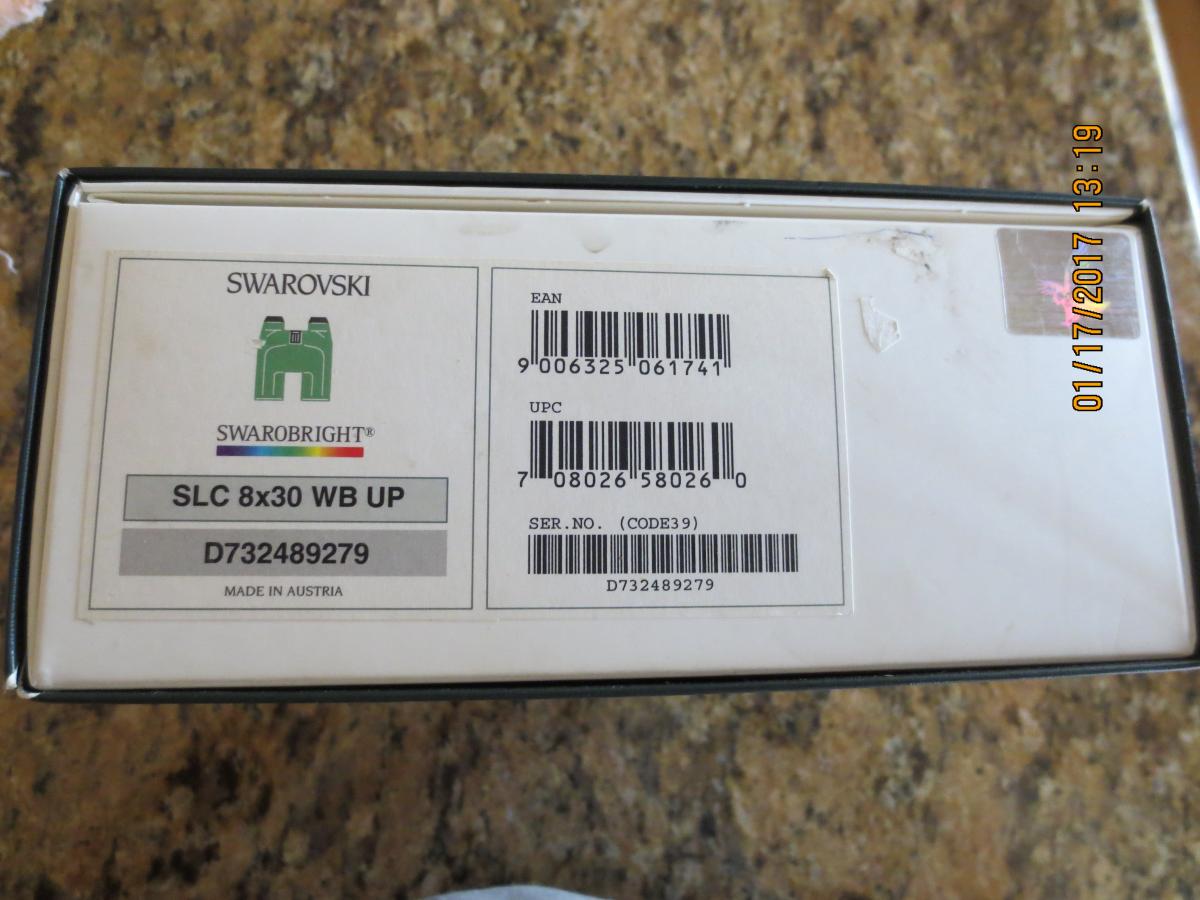 SWAROVSKI
SWAROBRIGHT®
SLC 8x30 WB UP
D732489279
MADE IN AUSTRIA
EAN
9 006325 061741
UPC
7 08026 58026 0
SER.NO. (CODE39)
D732489279
01/17/2017 13:19